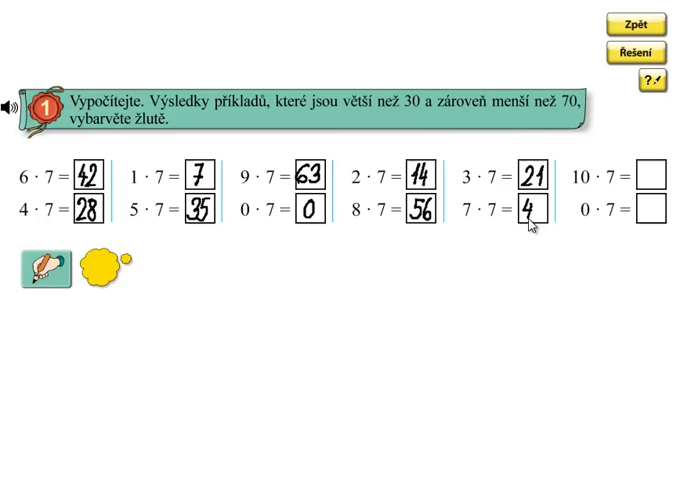 Zpět
Řešení
?
1
Vypočítejte. Výsledky příkladů, které jsou větší než 30 a zároveň menší než 70,
vybarvěte žlutě.
6 · 7 = 42 1 · 7 = 7 9 · 7 = 63 2 · 7 = 14 3 · 7 = 21 10 · 7 =
4 · 7 = 28 5 · 7 = 35 0 · 7 = 0 8 · 7 = 56 7 · 7 = 4 0 · 7 =